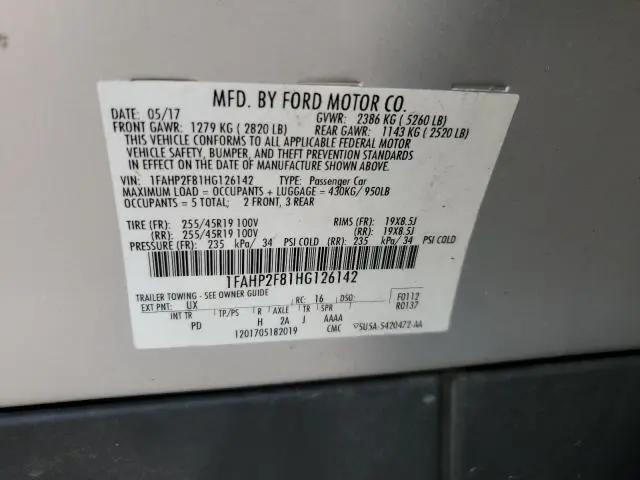 MFD. BY FORD MOTOR CO.
DATE: 05/17 GVWR: 2386 KG ( 5260 LB)
FRONT GAWR: 1279 KG ( 2820 LB) REAR GAWR: 1143 KG ( 2520 LB)
THIS VEHICLE CONFORMS TO ALL APPLICABLE FEDERAL MOTOR
VEHICLE SAFETY, BUMPER, AND THEFT PREVENTION STANDARDS
IN EFFECT ON THE DATE OF MANUFACTURE SHOWN ABOVE.
VIN: 1FAHP2F81HG126142 TYPE: Passenger Car
MAXIMUM LOAD = OCCUPANTS + LUGGAGE = 430KG/ 950LB
OCCUPANTS = 5 TOTAL; 2 FRONT, 3 REAR
TIRE (FR): 255/45R19 100V RIMS (FR): 19X8.5J
(RR): 255/45R19 100V (RR): 19X8.5J
PRESSURE (FR): 235 kPa/ 34 PSI COLD (RR): 235 kPa/ 34 PSI COLD
1FAHP2F81HG126142
TRAILER TOWING - SEE OWNER GUIDE
EXT PNT: UX RC: 16 DSO: F0112
R0137
INT TR TP/PS R AXLE TR SPR
PD H 2A J AAAA
1201705182019 CMC 5U5A-5420472-AA